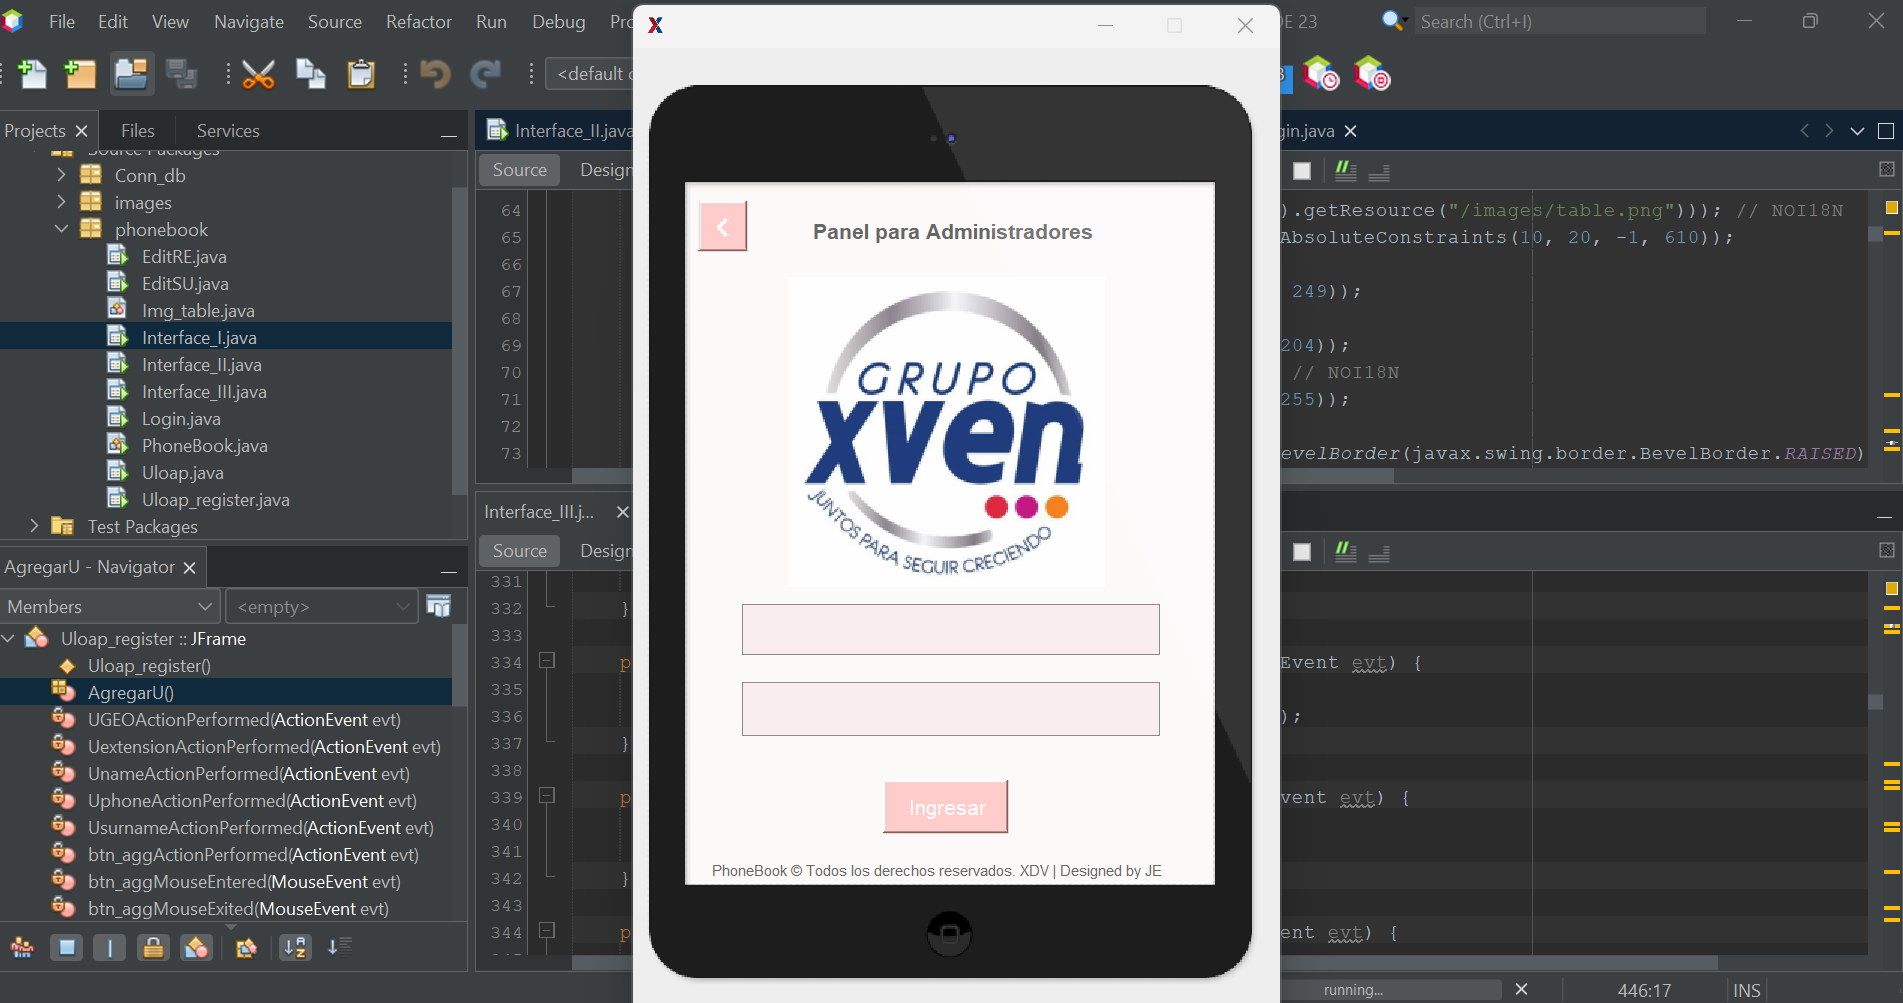 File Edit View Navigate Source Refactor Run Debug
DE 23
Search (Ctrl+I)
<default
Projects
Files
Services
Source Packages
Conn_db
images
phonebook
EditRE.java
EditSU.java
Img_table.java
Interface_I.java
Interface_II.java
Interface_III.java
Login.java
PhoneBook.java
Uloap.java
Uloap_register.java
Test Packages
AgregarU - Navigator
Members
<empty>
Uloap_register :: JFrame
Uloap_register()
AgregarU()
UGEOActionPerformed(ActionEvent evt)
UextensionActionPerformed(ActionEvent evt)
UnameActionPerformed(ActionEvent evt)
UphoneActionPerformed(ActionEvent evt)
UsurnameActionPerformed(ActionEvent evt)
btn_aggActionPerformed(ActionEvent evt)
btn_aggMouseEntered(MouseEvent evt)
btn_aggMouseExited(MouseEvent evt)
Interface_II.java
Source Design
64
65
66
67
68
69
70
71
72
73
Interface_III.j...
Source Design
331
332 }
333
334 p
335
336
337 }
338
339 p
340
341
342 }
343
344 p
X
Panel para Administradores
GRUPO
xven
JUNTOS PARA SEGUIR CRECIENDO
Ingresar
PhoneBook © Todos los derechos reservados. XDV | Designed by JE
gin.java
).getResource("/images/table.png"))); // NOI18N
AbsoluteConstraints(10, 20, -1, 610));
249));
204));
// NOI18N
255));
evelBorder(javax.swing.border.BevelBorder.RAISED)
Event evt) {
);
vent evt) {
ent evt) {
running...
446:17
INS